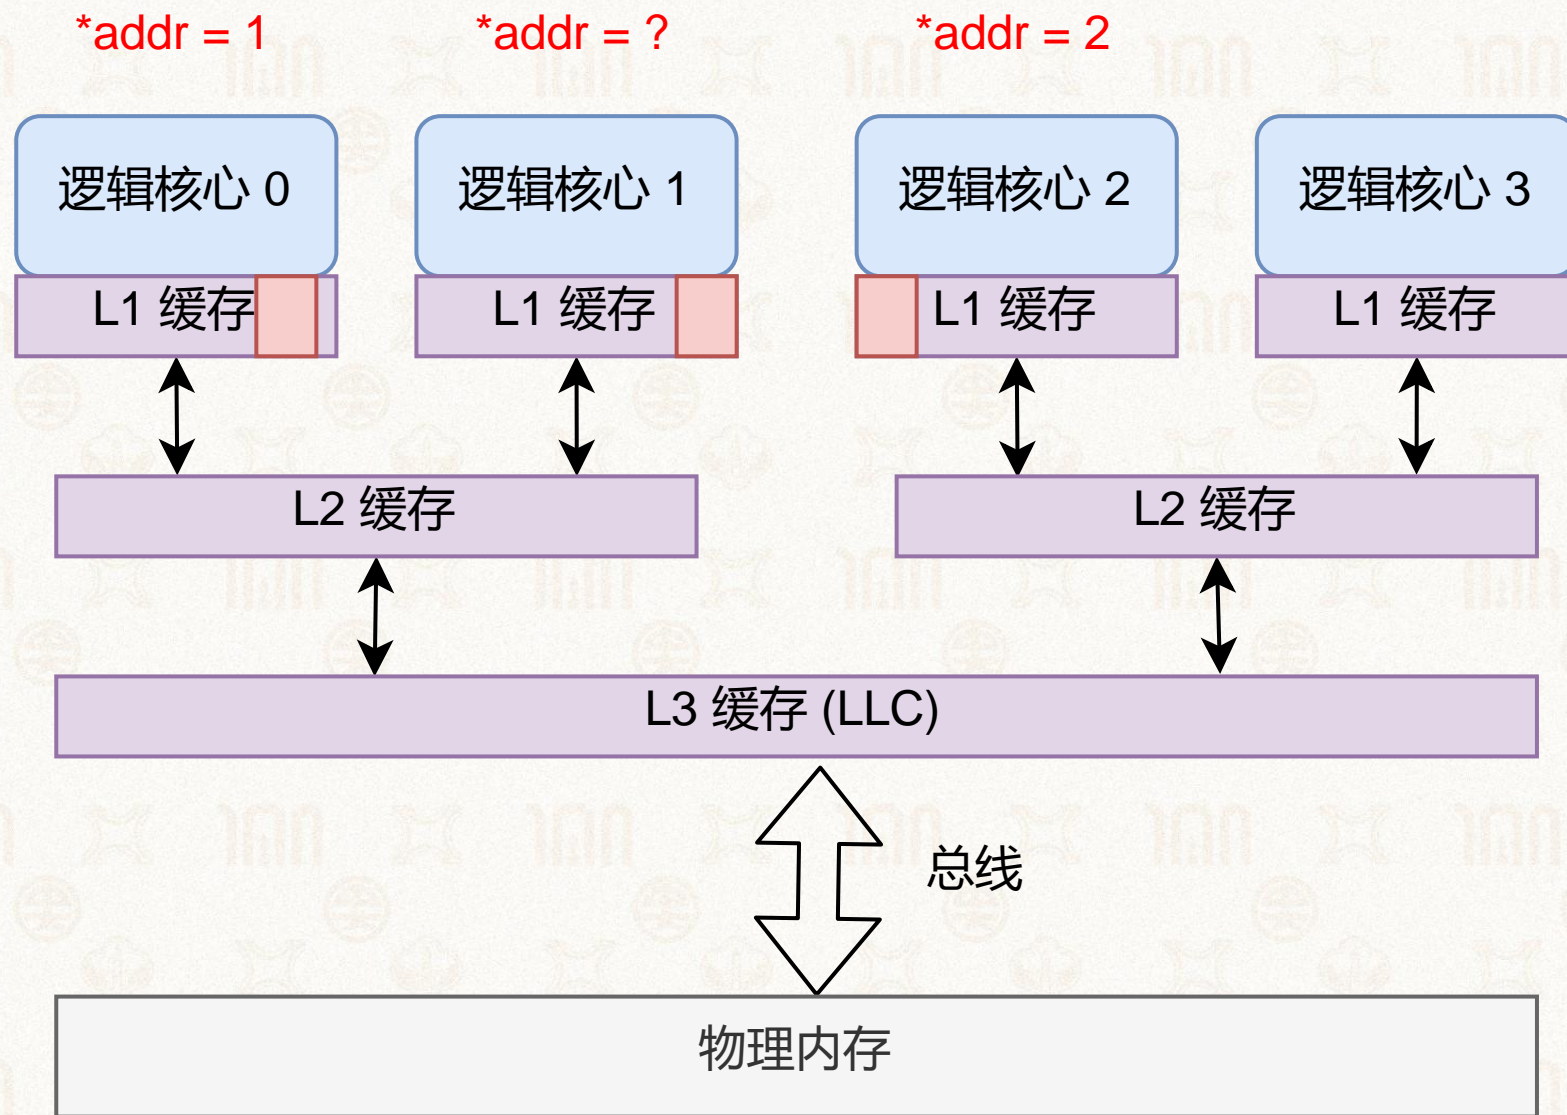 *addr = 1
*addr = ?
*addr = 2
逻辑核心 0
逻辑核心 1
逻辑核心 2
逻辑核心 3
L1 缓存
L1 缓存
L1 缓存
L1 缓存
L2 缓存
L2 缓存
L3 缓存 (LLC)
总线
物理内存